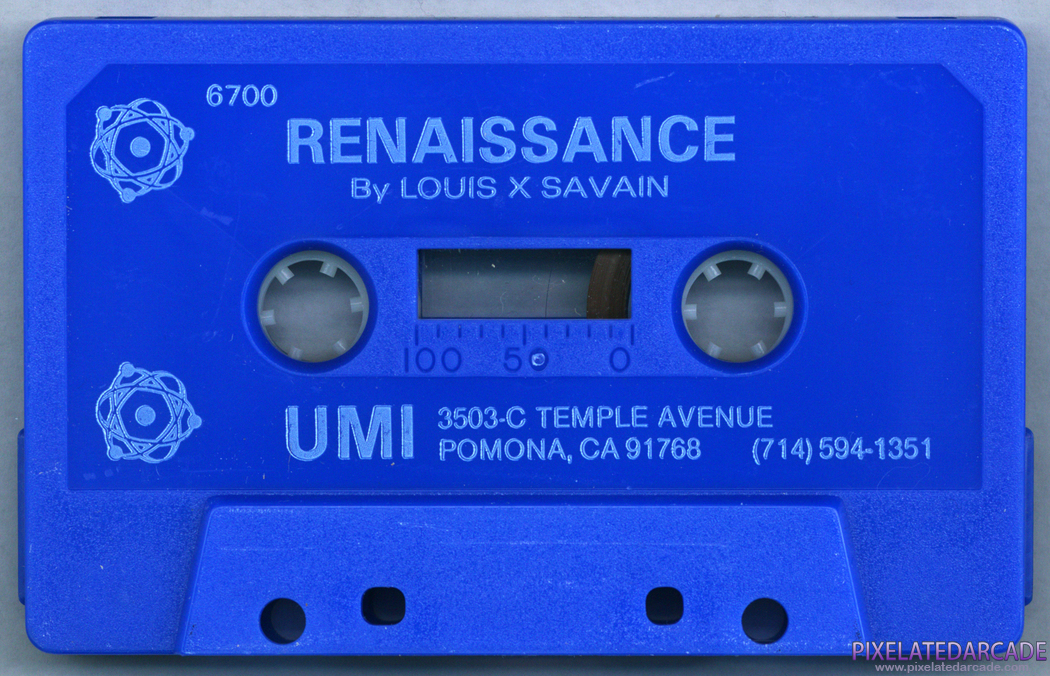 6700
RENAISSANCE
By LOUIS X SAVAIN
100 50 0
UMI 3503-C TEMPLE AVENUE
POMONA, CA 91768 (714) 594-1351
PIXELATEDARCADE
www.pixelatedarcade.com